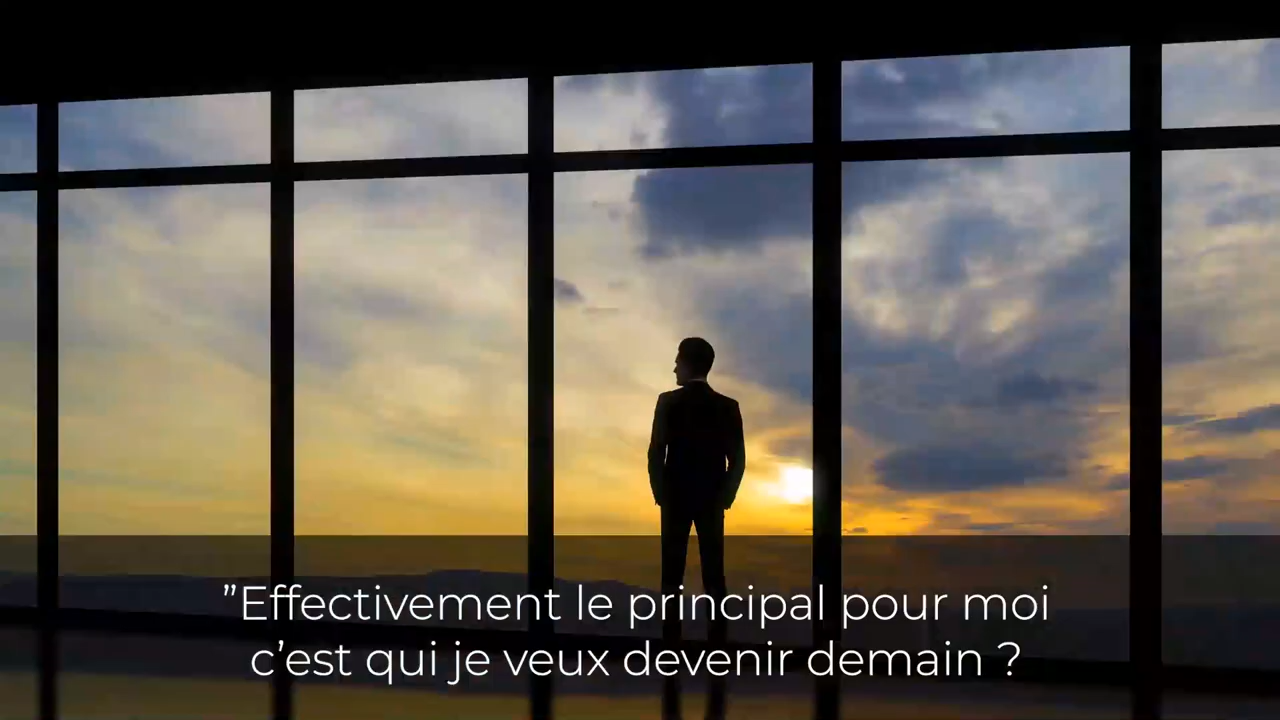 ”Effectivement le principal pour moi
c’est qui je veux devenir demain ?